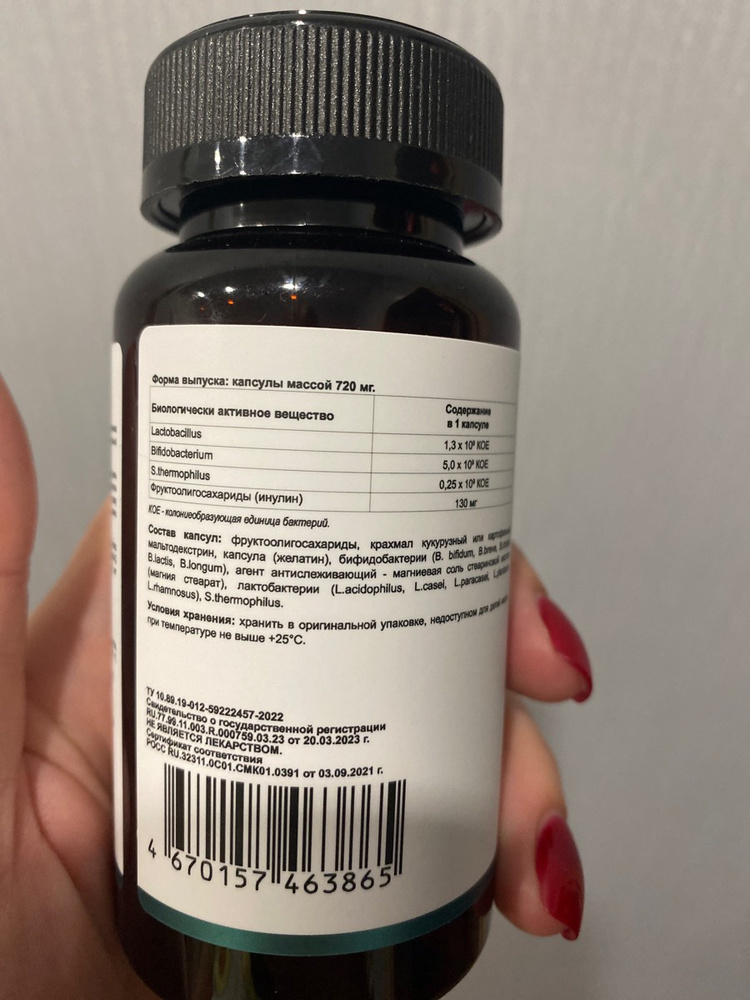 Форма выпуска: капсулы массой 720 мг.
Биологически активное вещество
Содержание
в 1 капсуле
Lactobacillus
1,3 x 10⁹ КОЕ
Bifidobacterium
5,0 x 10⁸ КОЕ
S.thermophilus
0,25 x 10⁹ КОЕ
Фруктоолигосахариды (инулин)
130 мг
КОЕ - колониеобразующая единица бактерий.
Состав капсул: фруктоолигосахариды, крахмал кукурузный или
мальтодекстрин, капсула (желатин), бифидобактерии (B. bifidum, B.breve,
B.lactis, B.longum), агент антислеживающий - магниевая соль стеариновой
(магния стеарат), лактобактерии (L.acidophilus, L.casei, L.paracasei,
L.rhamnosus), S.thermophilus.
Условия хранения: хранить в оригинальной упаковке, недоступном для детей
при температуре не выше +25°C.
ТУ 10.89.19-012-59222457-2022
Свидетельство о государственной регистрации
RU.77.99.11.003.R.000759.03.23 от 20.03.2023 г.
НЕ ЯВЛЯЕТСЯ ЛЕКАРСТВОМ.
Сертификат соответствия
РОСС RU.32311.0С01.СМК01.0391 от 03.09.2021 г.
4 670157 463865